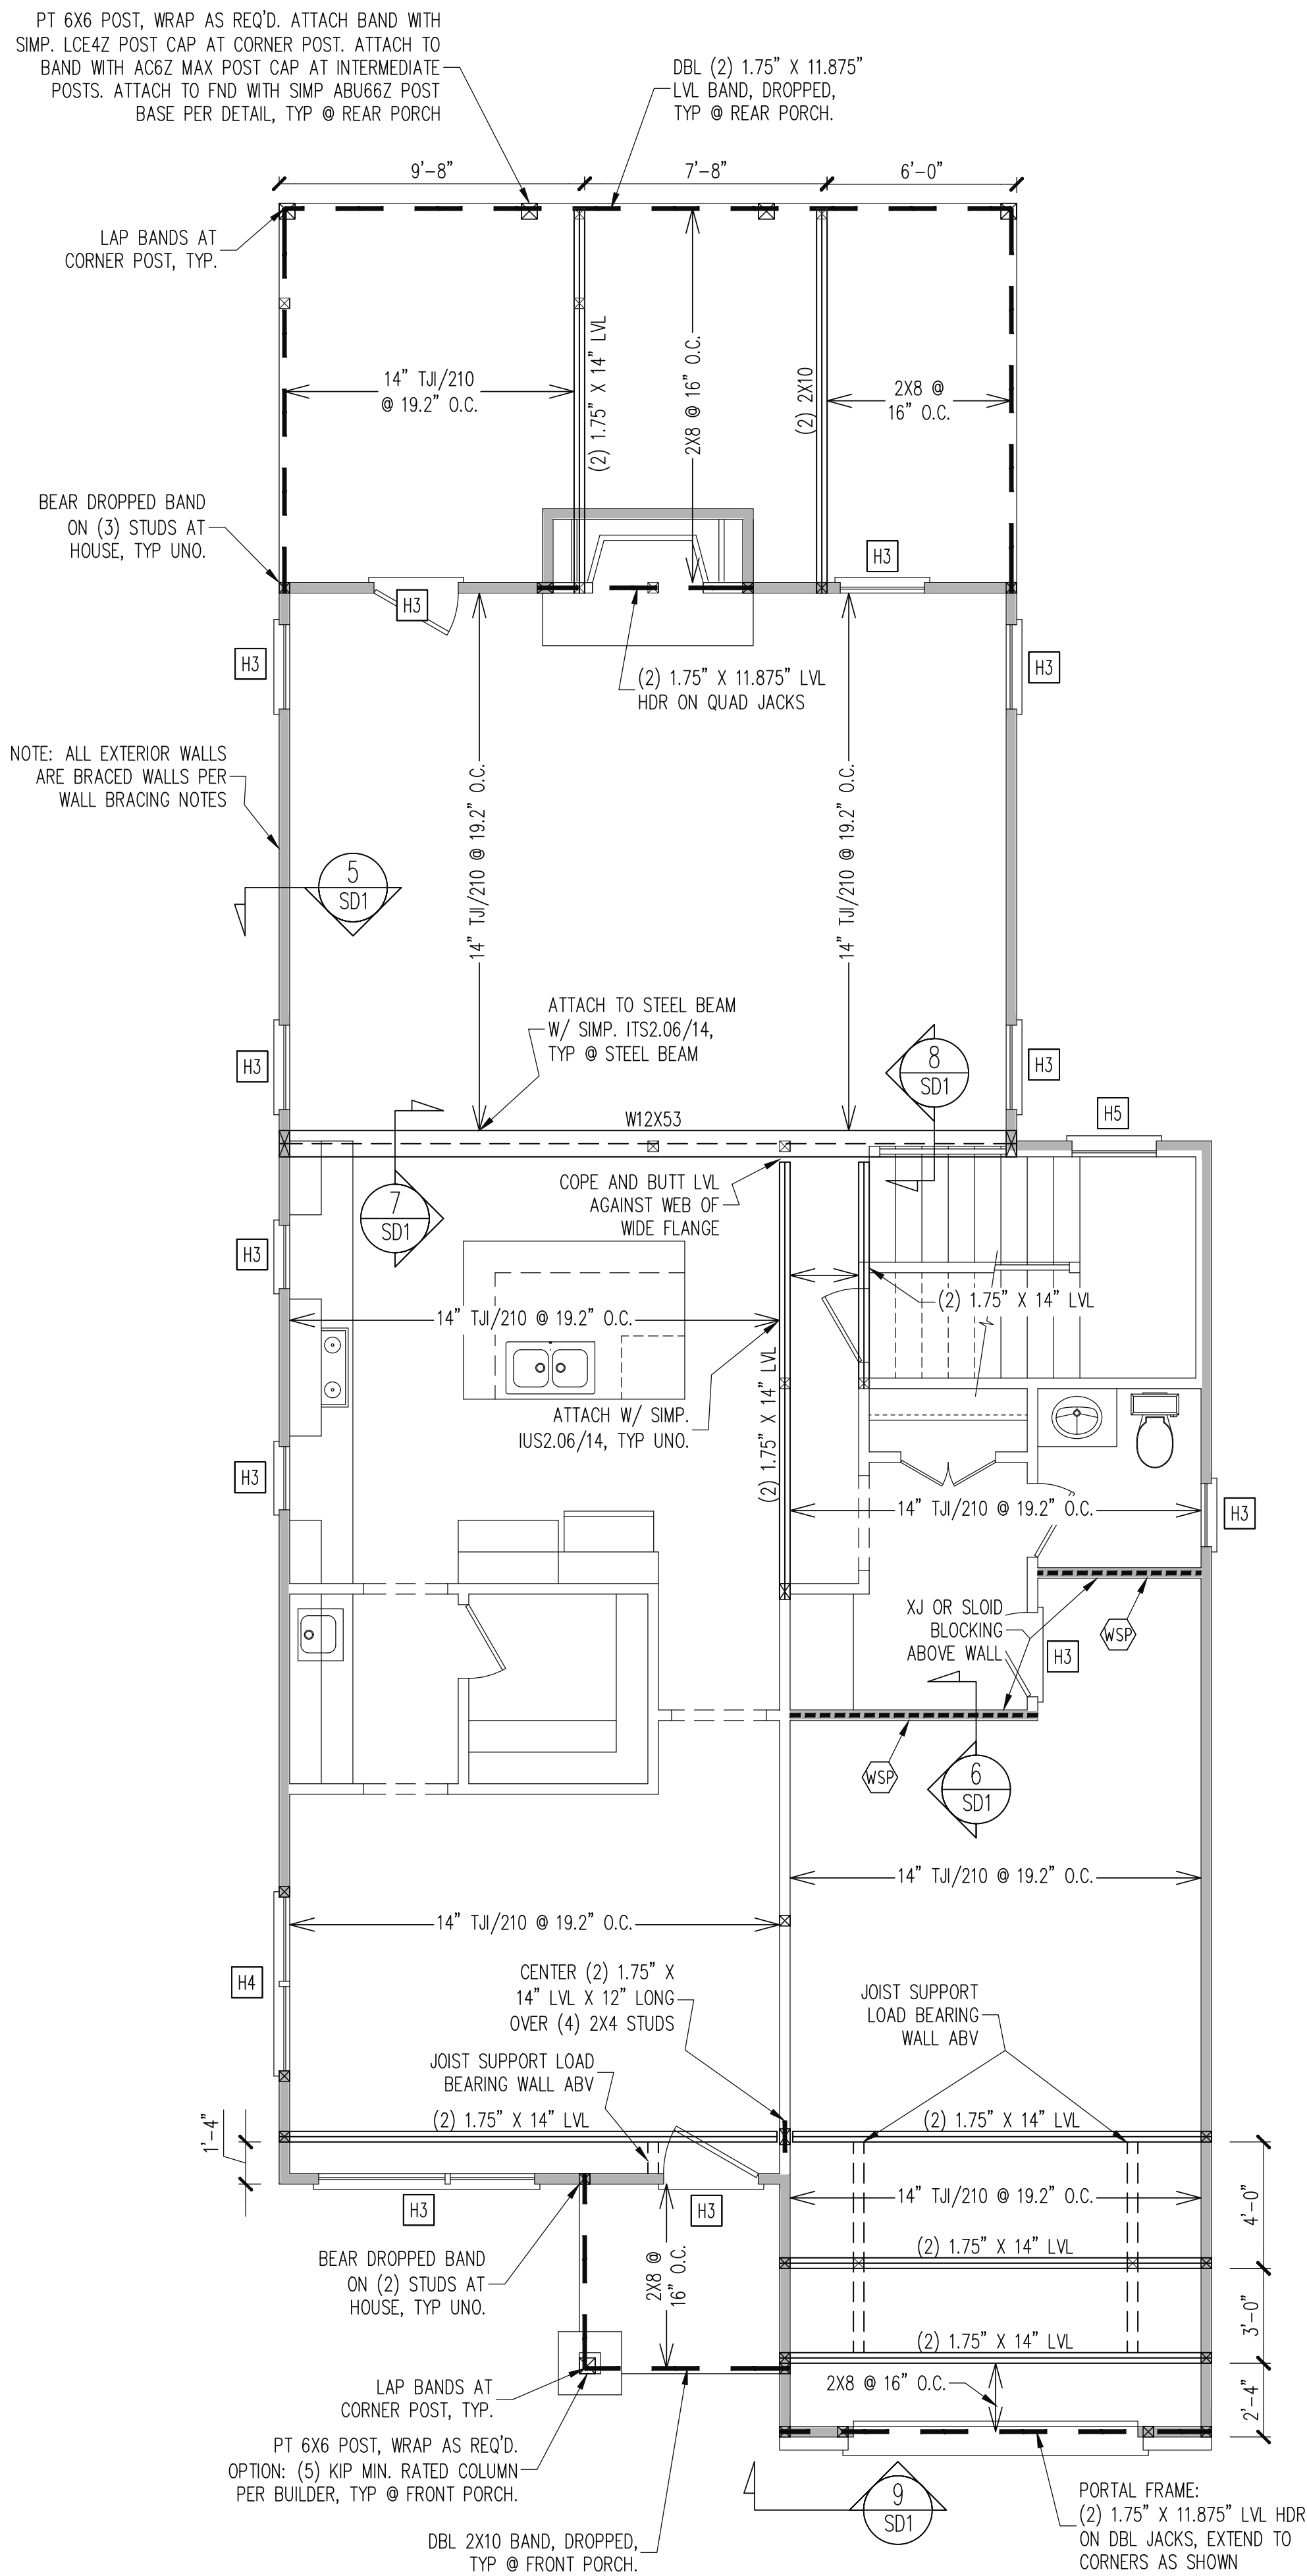 PT 6X6 POST, WRAP AS REQ'D. ATTACH BAND WITH
SIMP. LCE4Z POST CAP AT CORNER POST. ATTACH TO
BAND WITH AC6Z MAX POST CAP AT INTERMEDIATE
POSTS. ATTACH TO FND WITH SIMP ABU66Z POST
BASE PER DETAIL, TYP @ REAR PORCH
DBL (2) 1.75" X 11.875"
LVL BAND, DROPPED,
TYP @ REAR PORCH.
9'-8"
7'-8"
6'-0"
LAP BANDS AT
CORNER POST, TYP.
14" TJI/210
@ 19.2" O.C.
(2) 1.75" X 14" LVL
2X8 @ 16" O.C.
(2) 2X10
2X8 @
16" O.C.
BEAR DROPPED BAND
ON (3) STUDS AT
HOUSE, TYP UNO.
H3
H3
H3
H3
(2) 1.75" X 11.875" LVL
HDR ON QUAD JACKS
NOTE: ALL EXTERIOR WALLS
ARE BRACED WALLS PER
WALL BRACING NOTES
14" TJI/210 @ 19.2" O.C.
14" TJI/210 @ 19.2" O.C.
5
SD1
ATTACH TO STEEL BEAM
W/ SIMP. ITS2.06/14,
TYP @ STEEL BEAM
8
SD1
H3
H3
W12X53
H5
COPE AND BUTT LVL
AGAINST WEB OF
WIDE FLANGE
7
SD1
H3
(2) 1.75" X 14" LVL
14" TJI/210 @ 19.2" O.C.
(2) 1.75" X 14" LVL
ATTACH W/ SIMP.
IUS2.06/14, TYP UNO.
H3
14" TJI/210 @ 19.2" O.C.
H3
XJ OR SLOID
BLOCKING
ABOVE WALL
WSP
H3
WSP
6
SD1
14" TJI/210 @ 19.2" O.C.
14" TJI/210 @ 19.2" O.C.
H4
CENTER (2) 1.75" X
14" LVL X 12" LONG
OVER (4) 2X4 STUDS
JOIST SUPPORT
LOAD BEARING
WALL ABV
JOIST SUPPORT LOAD
BEARING WALL ABV
1'-4"
(2) 1.75" X 14" LVL
(2) 1.75" X 14" LVL
H3
H3
14" TJI/210 @ 19.2" O.C.
4'-0"
BEAR DROPPED BAND
ON (2) STUDS AT
HOUSE, TYP UNO.
2X8 @
16" O.C.
(2) 1.75" X 14" LVL
3'-0"
(2) 1.75" X 14" LVL
LAP BANDS AT
CORNER POST, TYP.
2X8 @ 16" O.C.
2'-4"
PT 6X6 POST, WRAP AS REQ'D.
OPTION: (5) KIP MIN. RATED COLUMN
PER BUILDER, TYP @ FRONT PORCH.
9
SD1
DBL 2X10 BAND, DROPPED,
TYP @ FRONT PORCH.
PORTAL FRAME:
(2) 1.75" X 11.875" LVL HDR
ON DBL JACKS, EXTEND TO
CORNERS AS SHOWN